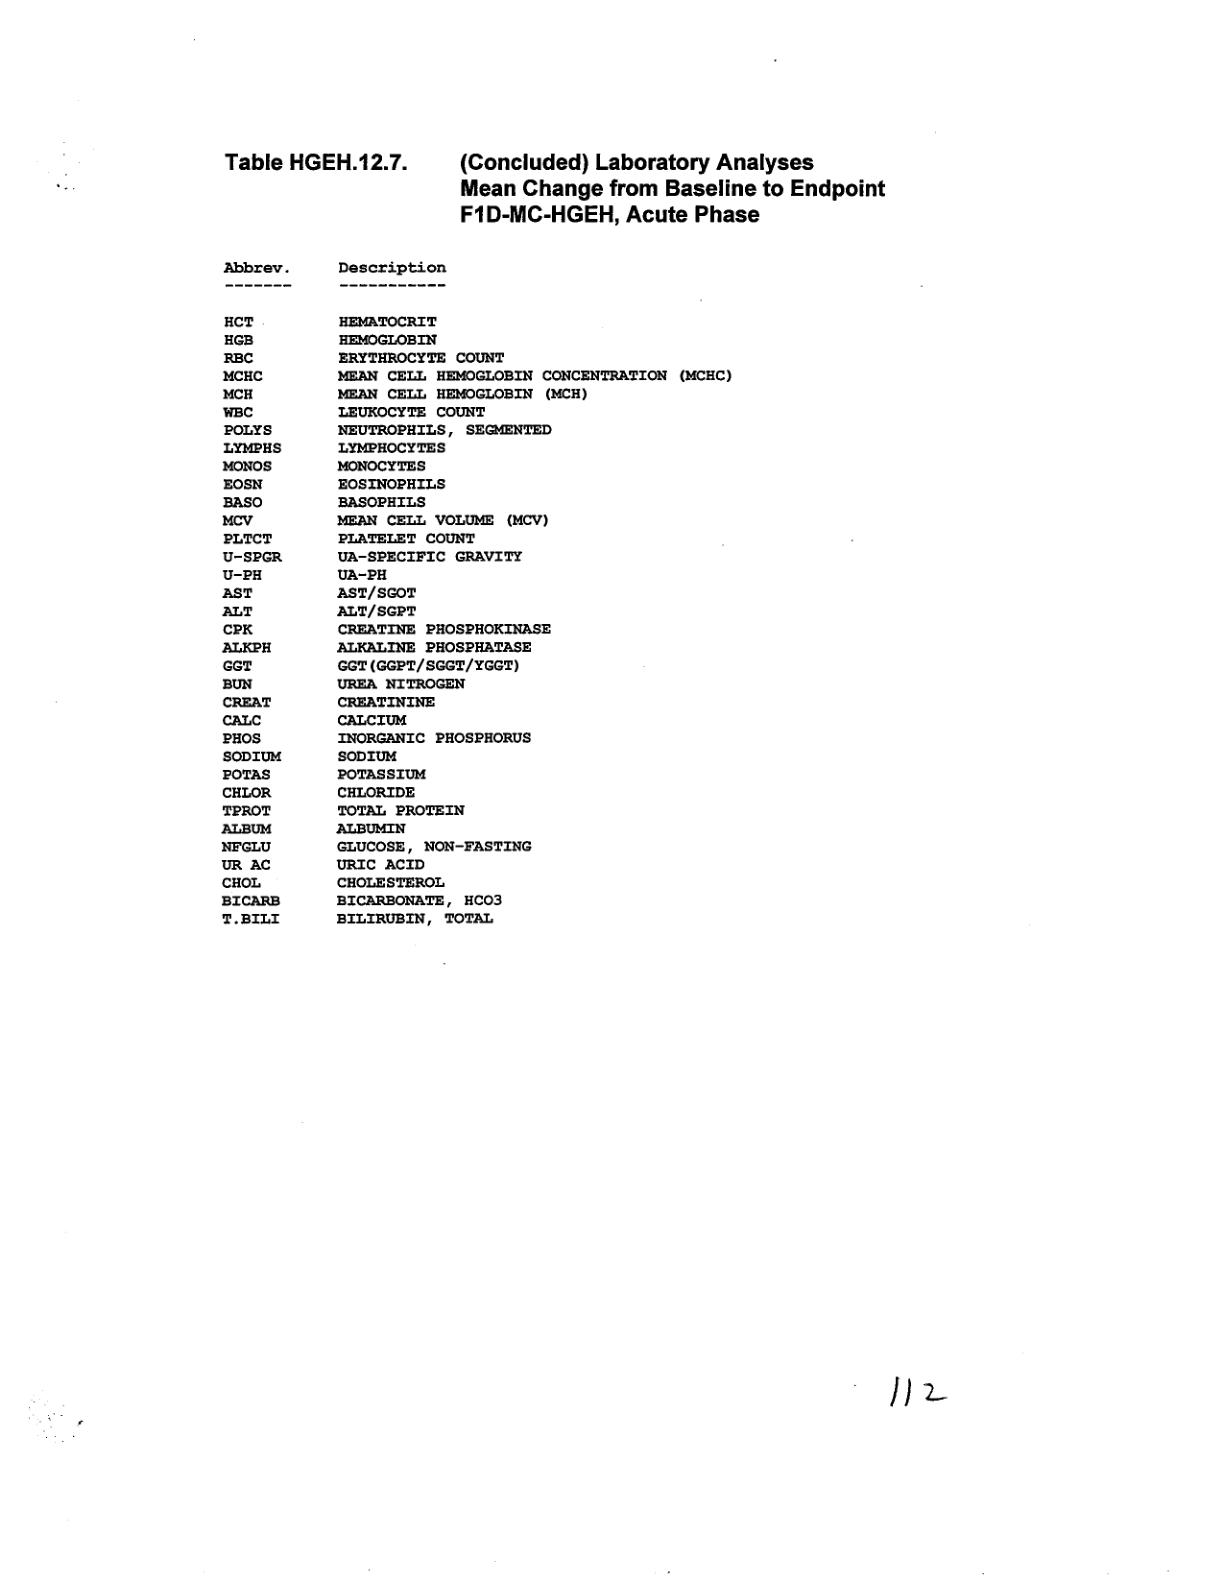 Table HGEH.12.7. (Concluded) Laboratory Analyses
Mean Change from Baseline to Endpoint
F1D-MC-HGEH, Acute Phase
Abbrev. Description
------- -----------
HCT HEMATOCRIT
HGB HEMOGLOBIN
RBC ERYTHROCYTE COUNT
MCHC MEAN CELL HEMOGLOBIN CONCENTRATION (MCHC)
MCH MEAN CELL HEMOGLOBIN (MCH)
WBC LEUKOCYTE COUNT
POLYS NEUTROPHILS, SEGMENTED
LYMPHS LYMPHOCYTES
MONOS MONOCYTES
EOSN EOSINOPHILS
BASO BASOPHILS
MCV MEAN CELL VOLUME (MCV)
PLTCT PLATELET COUNT
U-SPGR UA-SPECIFIC GRAVITY
U-PH UA-PH
AST AST/SGOT
ALT ALT/SGPT
CPK CREATINE PHOSPHOKINASE
ALKPH ALKALINE PHOSPHATASE
GGT GGT(GGPT/SGGT/YGGT)
BUN UREA NITROGEN
CREAT CREATININE
CALC CALCIUM
PHOS INORGANIC PHOSPHORUS
SODIUM SODIUM
POTAS POTASSIUM
CHLOR CHLORIDE
TPROT TOTAL PROTEIN
ALBUM ALBUMIN
NFGLU GLUCOSE, NON-FASTING
UR AC URIC ACID
CHOL CHOLESTEROL
BICARB BICARBONATE, HCO3
T.BILI BILIRUBIN, TOTAL
112